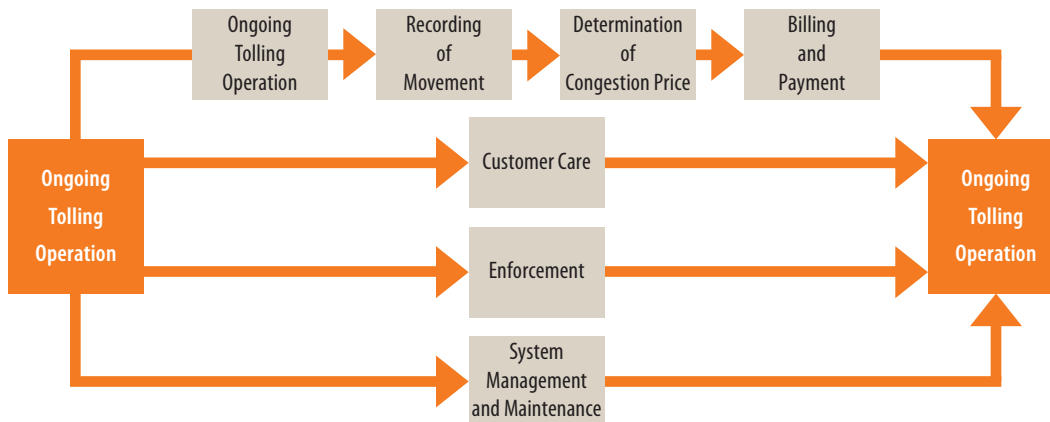 Ongoing
Tolling
Operation
Recording
of
Movement
Determination
of
Congestion Price
Billing
and
Payment
Ongoing
Tolling
Operation
Customer Care
Enforcement
System
Management
and Maintenance
Ongoing
Tolling
Operation